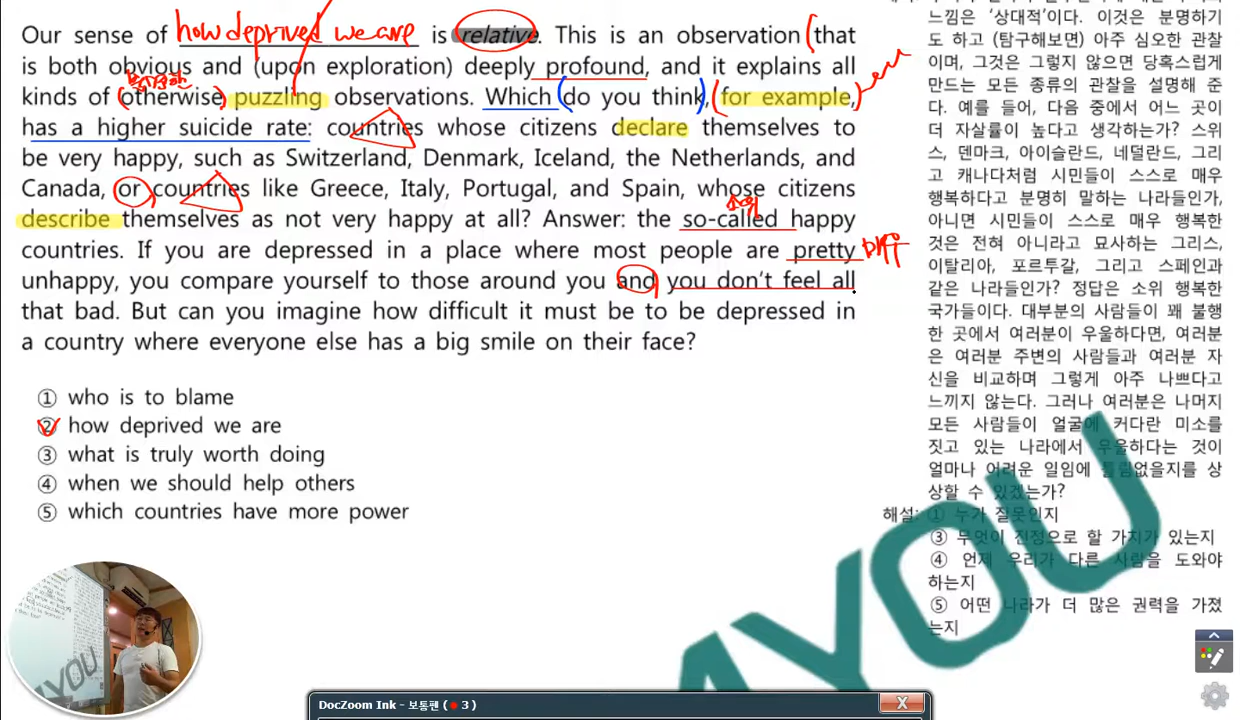 Our sense of how deprived we are is relative. This is an observation (that
is both obvious and (upon exploration) deeply profound, and it explains all
kinds of (otherwise) puzzling observations. Which (do you think), (for example,)
has a higher suicide rate: countries whose citizens declare themselves to
be very happy, such as Switzerland, Denmark, Iceland, the Netherlands, and
Canada, or countries like Greece, Italy, Portugal, and Spain, whose citizens
describe themselves as not very happy at all? Answer: the so-called happy
countries. If you are depressed in a place where most people are pretty
unhappy, you compare yourself to those around you and you don't feel all
that bad. But can you imagine how difficult it must be to be depressed in
a country where everyone else has a big smile on their face?
① who is to blame
② how deprived we are
③ what is truly worth doing
④ when we should help others
⑤ which countries have more power
느낌은 '상대적'이다. 이것은 분명하기
도 하고 (탐구해보면) 아주 심오한 관찰
이며, 그것은 그렇지 않으면 당혹스럽게
만드는 모든 종류의 관찰을 설명해 준
다. 예를 들어, 다음 중에서 어느 곳이
더 자살률이 높다고 생각하는가? 스위
스, 덴마크, 아이슬란드, 네덜란드, 그리
고 캐나다처럼 시민들이 스스로 매우
행복하다고 분명히 말하는 나라들인가,
아니면 시민들이 스스로 매우 행복한
것은 전혀 아니라고 묘사하는 그리스,
이탈리아, 포르투갈, 그리고 스페인과
같은 나라들인가? 정답은 소위 행복한
국가들이다. 대부분의 사람들이 꽤 불행
한 곳에서 여러분이 우울하다면, 여러분
은 여러분 주변의 사람들과 여러분 자
신을 비교하며 그렇게 아주 나쁘다고
느끼지 않는다. 그러나 여러분은 나머지
모든 사람들이 얼굴에 커다란 미소를
짓고 있는 나라에서 우울하다는 것이
얼마나 어려운 일임에 틀림없을지를 상
상할 수 있겠는가?
해설: ① 누가 잘못인지
③ 무엇이 진정으로 할 가치가 있는지
④ 언제 우리가 다른 사람을 도와야
하는지
⑤ 어떤 나라가 더 많은 권력을 가졌
는지
MYOU
DocZoom Ink - 보통펜 ( 3 )